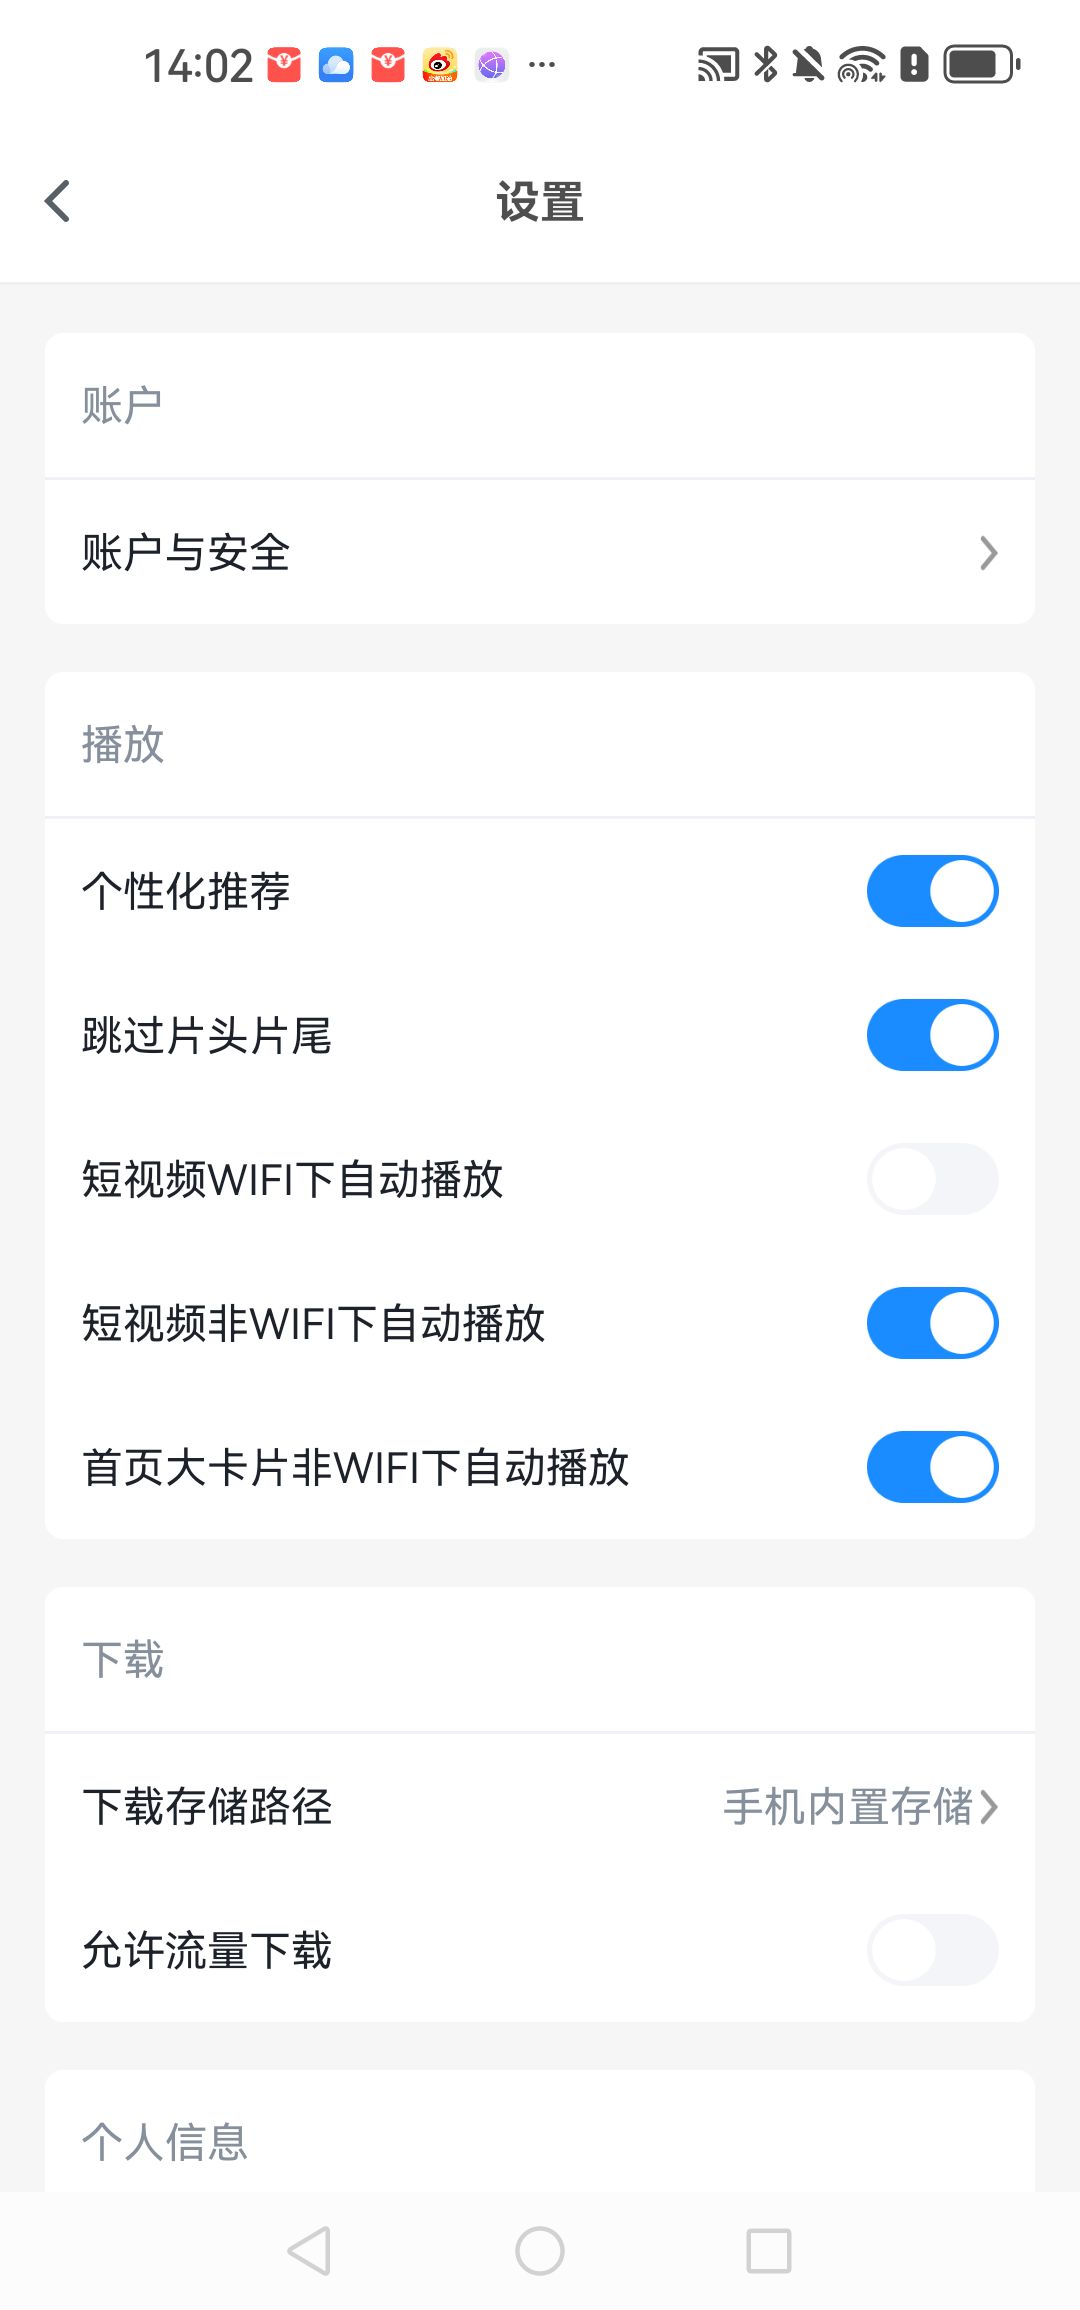 14:02
设置
账户
账户与安全
播放
个性化推荐
跳过片头片尾
短视频WIFI下自动播放
短视频非WIFI下自动播放
首页大卡片非WIFI下自动播放
下载
下载存储路径 手机内置存储
允许流量下载
个人信息